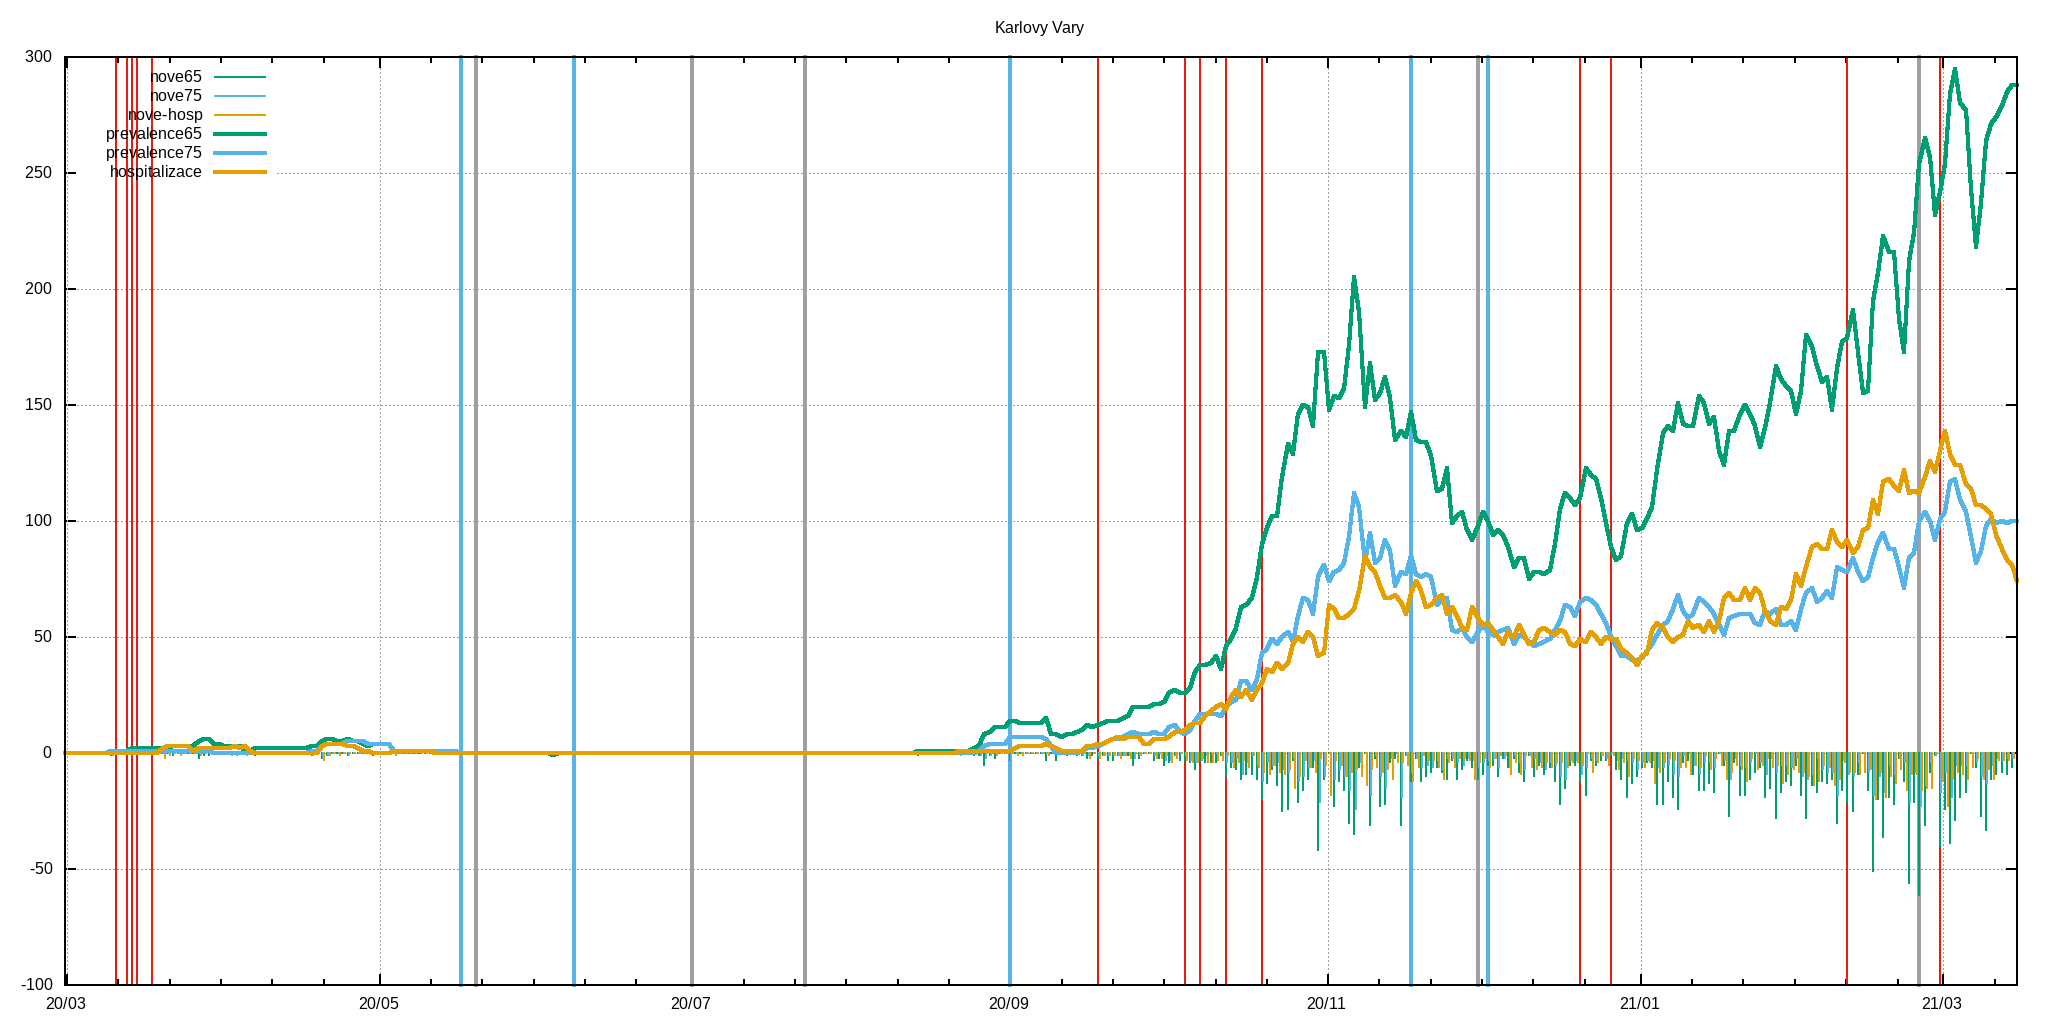 Karlovy Vary
300
250
200
150
100
50
0
-50
-100
nove65
nove75
nove-hosp
prevalence65
prevalence75
hospitalizace
20/03 20/05 20/07 20/09 20/11 21/01 21/03